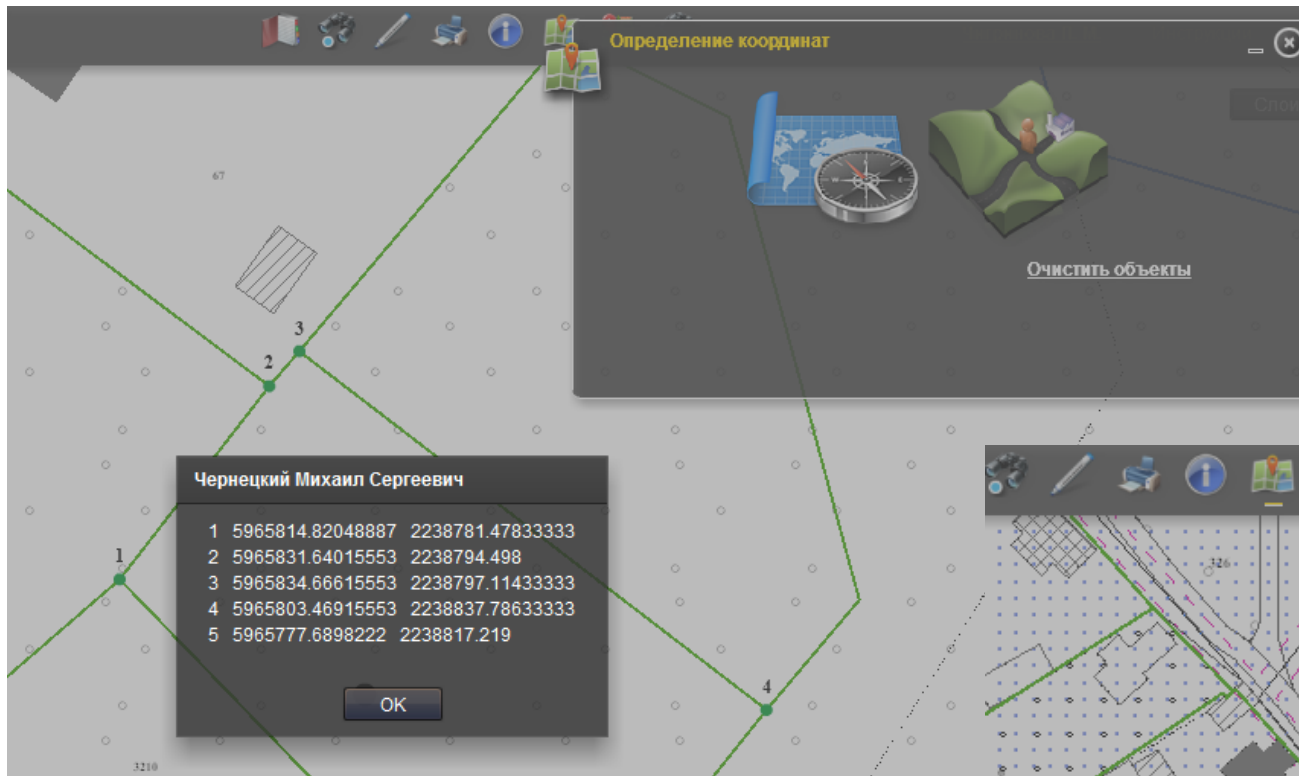 Определение координат
Слои
67
Очистить объекты
3
2
Чернецкий Михаил Сергеевич
1 5965814.82048887 2238781.47833333
2 5965831.64015553 2238794.498
3 5965834.66615553 2238797.11433333
4 5965803.46915553 2238837.78633333
5 5965777.6898222 2238817.219
OK
1
326
4
3210